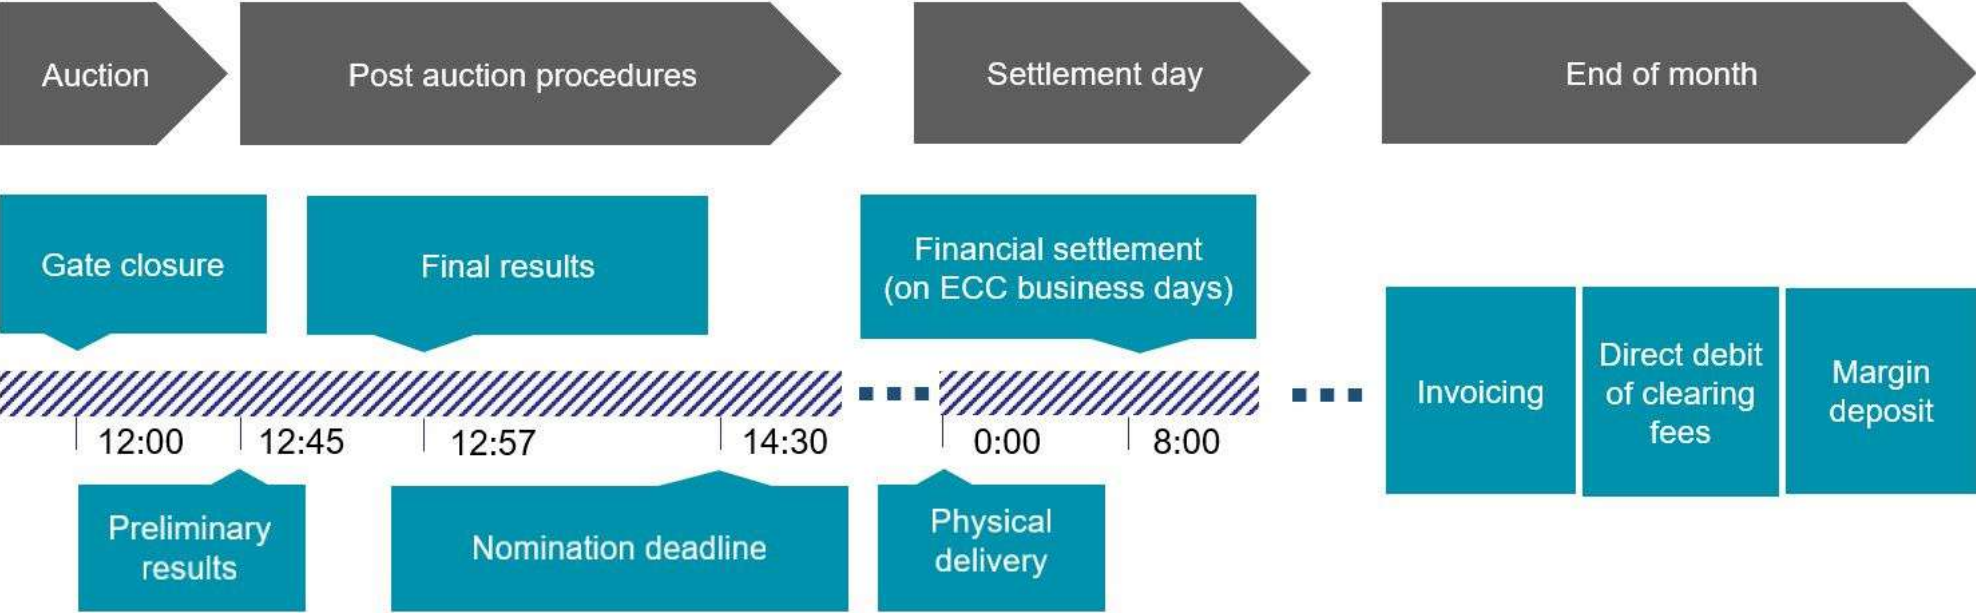 Auction
Post auction procedures
Settlement day
End of month
Gate closure
Final results
Financial settlement
(on ECC business days)
Invoicing
Direct debit
of clearing
fees
Margin
deposit
12:00
12:45
12:57
14:30
0:00
8:00
Preliminary
results
Nomination deadline
Physical
delivery